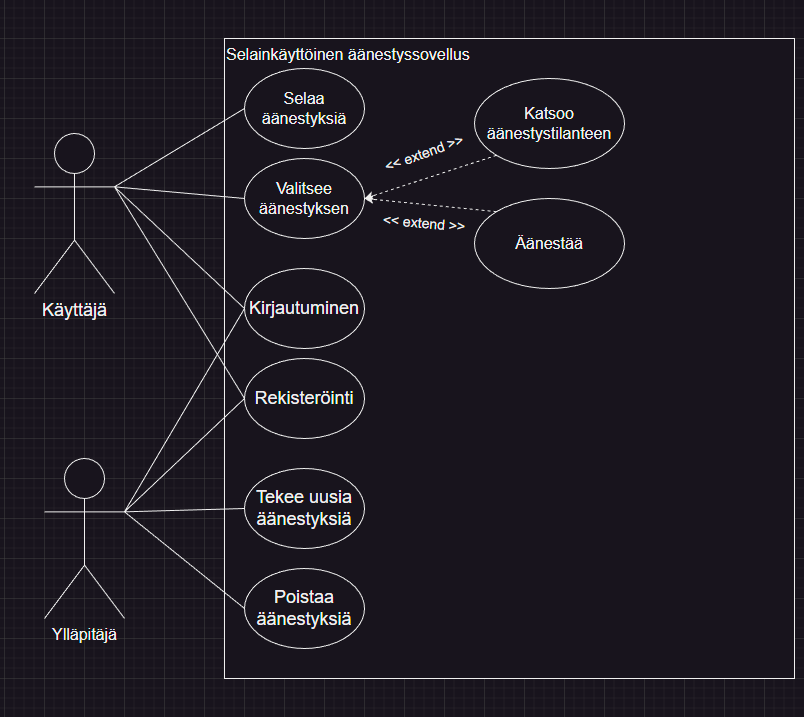 Selainkäyttöinen äänestyssovellus
Selaa
äänestyksiä
Katsoo
äänestystilanteen
<< extend >>
Valitsee
äänestyksen
<< extend >>
Äänestää
Käyttäjä
Kirjautuminen
Rekisteröinti
Tekee uusia
äänestyksiä
Poistaa
äänestyksiä
Ylläpitäjä